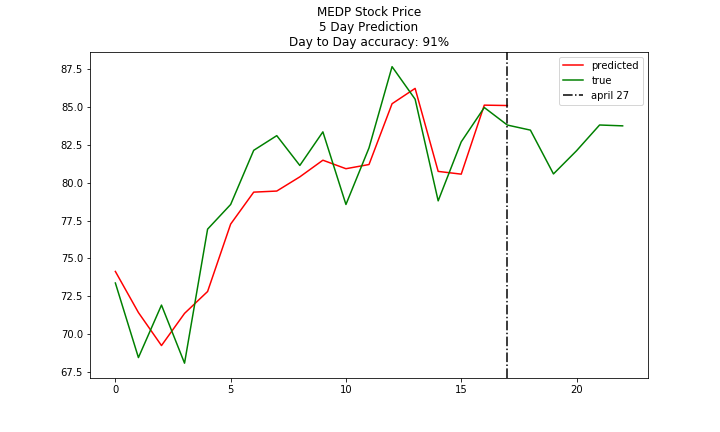 MEDP Stock Price
5 Day Prediction
Day to Day accuracy: 91%
predicted
true
april 27
87.5
85.0
82.5
80.0
77.5
75.0
72.5
70.0
67.5
0 5 10 15 20